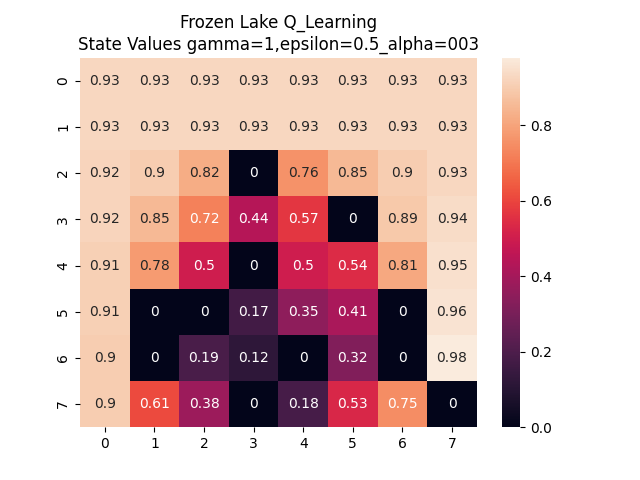 Frozen Lake Q_Learning
State Values gamma=1,epsilon=0.5_alpha=003
0 0.93 0.93 0.93 0.93 0.93 0.93 0.93 0.93
1 0.93 0.93 0.93 0.93 0.93 0.93 0.93 0.93
0.8
2 0.92 0.9 0.82 0 0.76 0.85 0.9 0.93
3 0.92 0.85 0.72 0.44 0.57 0 0.89 0.94
0.6
4 0.91 0.78 0.5 0 0.5 0.54 0.81 0.95
0.4
5 0.91 0 0 0.17 0.35 0.41 0 0.96
6 0.9 0 0.19 0.12 0 0.32 0 0.98
0.2
7 0.9 0.61 0.38 0 0.18 0.53 0.75 0
0.0
0 1 2 3 4 5 6 7